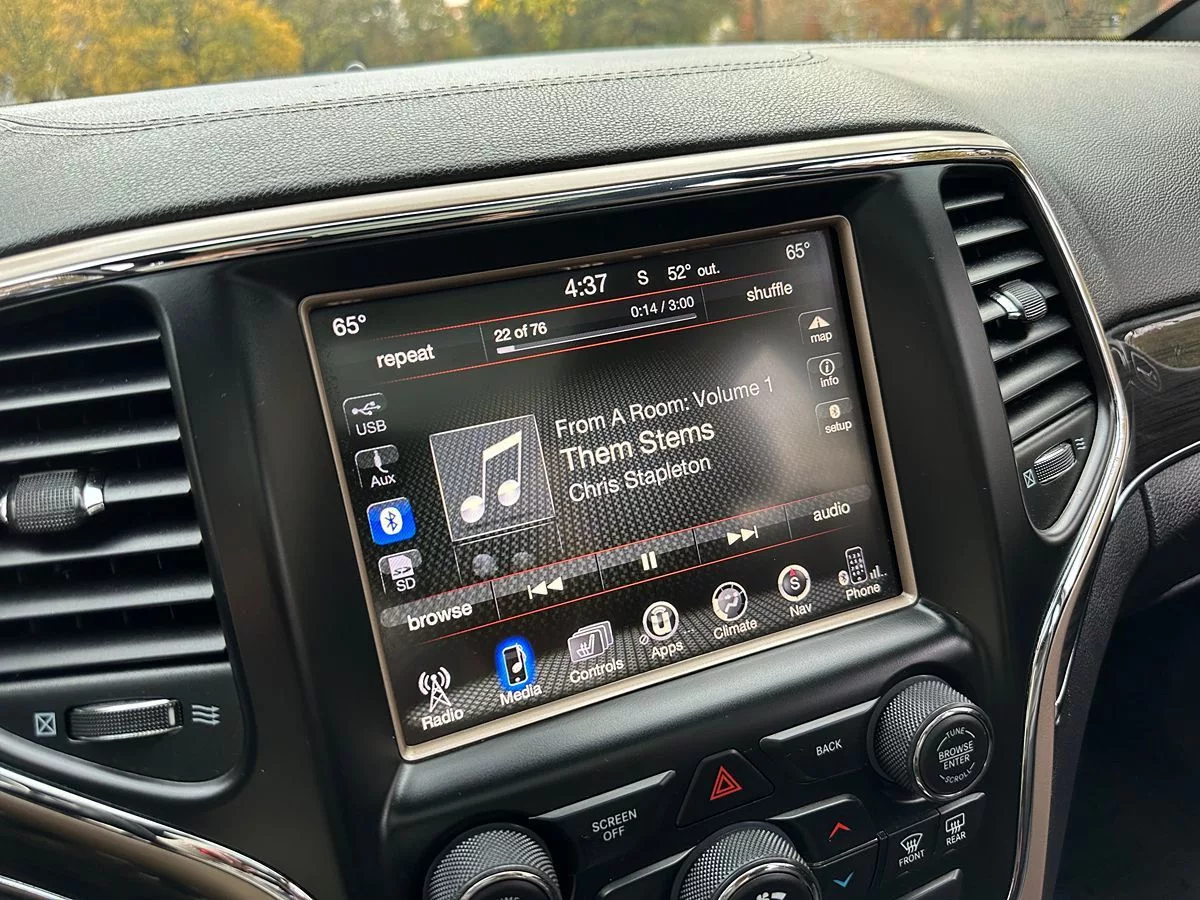 4:37 S 52° out. 65°
65°
repeat 22 of 76 0:14 / 3:00 shuffle
map
info
setup
USB
Aux
SD
From A Room: Volume 1
Them Stems
Chris Stapleton
browse audio
Radio Media Controls Apps Climate S Nav Phone
SCREEN
OFF
BACK
TUNE
BROWSE
ENTER
SCROLL
FRONT
REAR